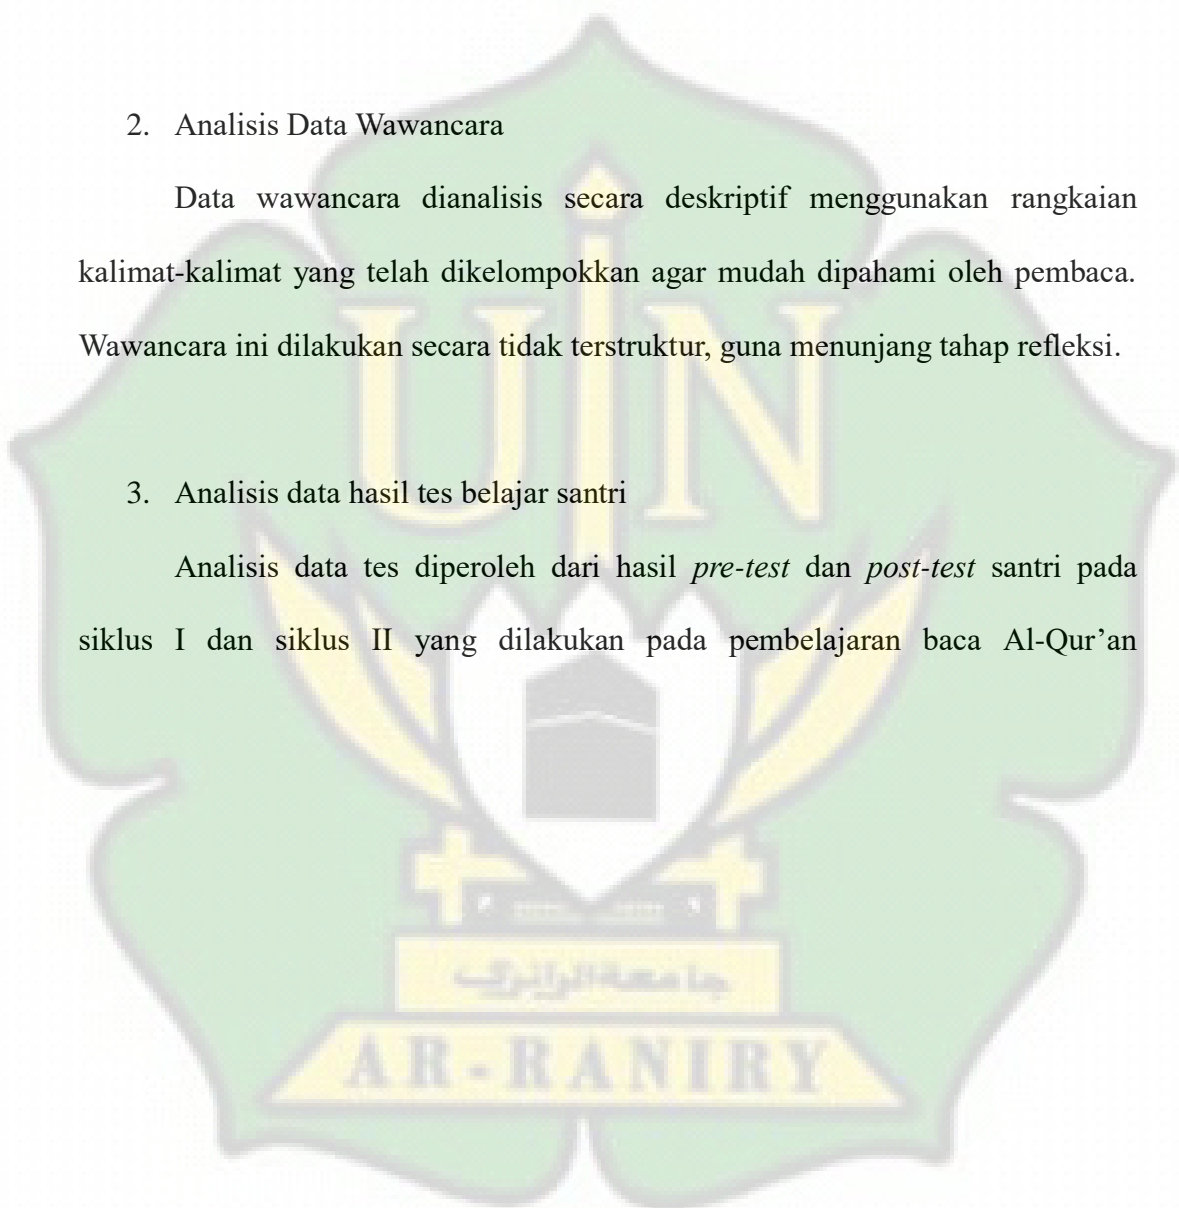 2. Analisis Data Wawancara
Data wawancara dianalisis secara deskriptif menggunakan rangkaian
kalimat-kalimat yang telah dikelompokkan agar mudah dipahami oleh pembaca.
Wawancara ini dilakukan secara tidak terstruktur, guna menunjang tahap refleksi.
UIN
3. Analisis data hasil tes belajar santri
Analisis data tes diperoleh dari hasil pre-test dan post-test santri pada
siklus I dan siklus II yang dilakukan pada pembelajaran baca Al-Qur’an
جامعة الرانري
AR-RANIRY